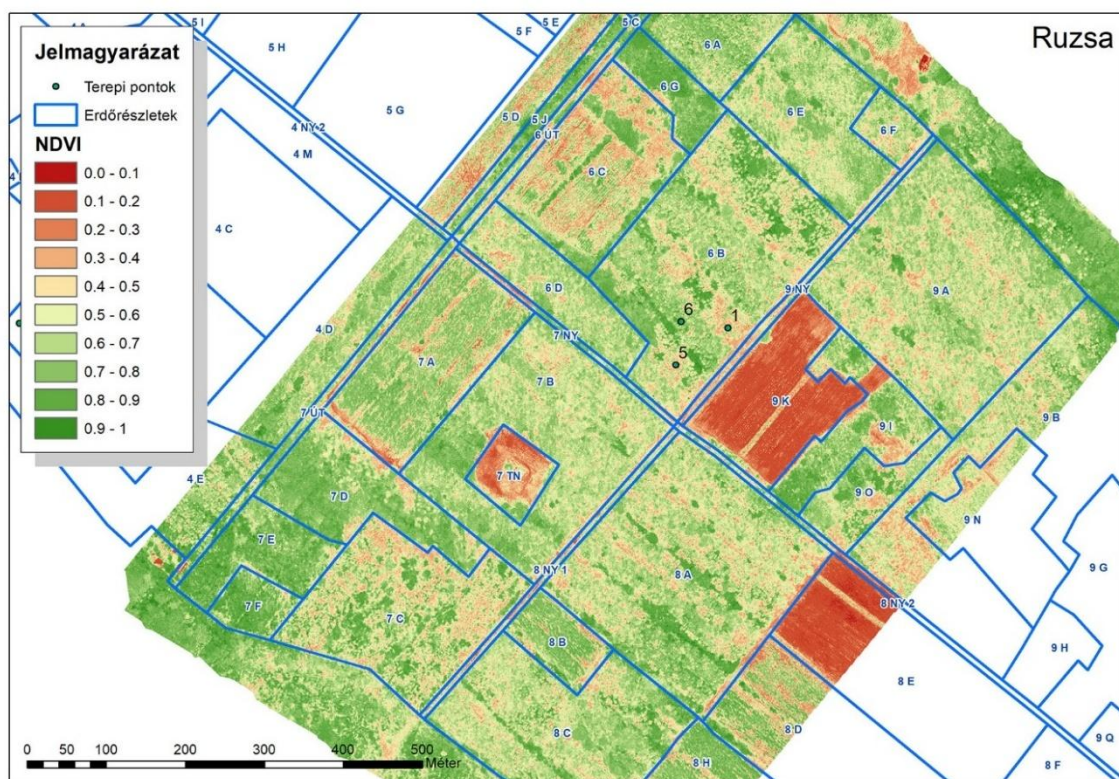 Ruzsa
Jelmagyarázat
Terepi pontok
Erdőrészletek
NDVI
0.0 - 0.1
0.1 - 0.2
0.2 - 0.3
0.3 - 0.4
0.4 - 0.5
0.5 - 0.6
0.6 - 0.7
0.7 - 0.8
0.8 - 0.9
0.9 - 1
5 I
5 E
5 C
5 F
5 H
6 A
5 G
6 G
6 E
5 D
5 J
4 NY 2
6 ÚT
6 F
4 M
6 C
4 C
6 B
6 D
9 NY
9 A
6
1
4 D
7 NY
5
7 A
7 B
9 K
7 ÚT
9 B
9 I
7 TN
4 E
7 D
9 O
9 N
7 E
9 G
8 NY 1
8 A
7 F
8 NY 2
7 C
8 B
9 H
8 E
8 C
8 D
9 Q
8 H
8 F
0 50 100 200 300 400 500
Méter